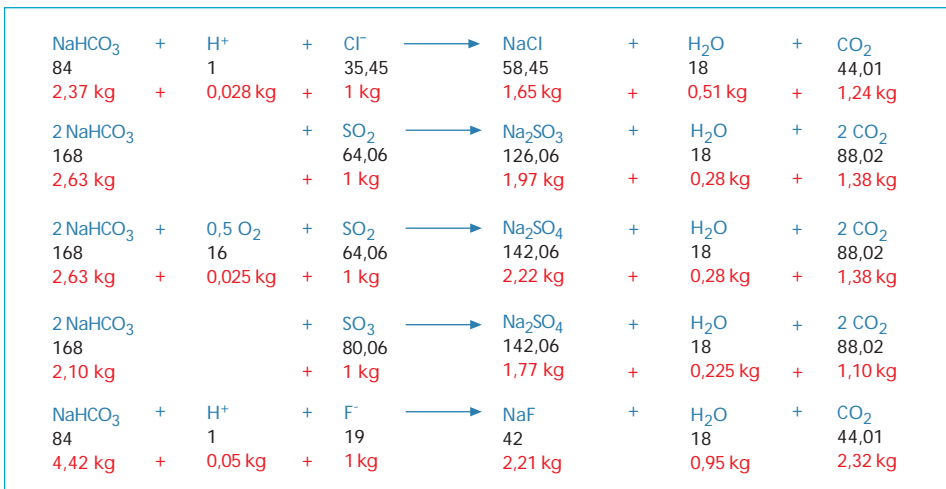 NaHCO₃ + H⁺ + Cl⁻ ⟶ NaCl + H₂O + CO₂
84 1 35,45 58,45 18 44,01
2,37 kg + 0,028 kg + 1 kg 1,65 kg + 0,51 kg + 1,24 kg
2 NaHCO₃ + SO₂ ⟶ Na₂SO₃ + H₂O + 2 CO₂
168 64,06 126,06 18 88,02
2,63 kg + 1 kg 1,97 kg + 0,28 kg + 1,38 kg
2 NaHCO₃ + 0,5 O₂ + SO₂ ⟶ Na₂SO₄ + H₂O + 2 CO₂
168 16 64,06 142,06 18 88,02
2,63 kg + 0,025 kg + 1 kg 2,22 kg + 0,28 kg + 1,38 kg
2 NaHCO₃ + SO₃ ⟶ Na₂SO₄ + H₂O + 2 CO₂
168 80,06 142,06 18 88,02
2,10 kg + 1 kg 1,77 kg + 0,225 kg + 1,10 kg
NaHCO₃ + H⁺ + F⁻ ⟶ NaF + H₂O + CO₂
84 1 19 42 18 44,01
4,42 kg + 0,05 kg + 1 kg 2,21 kg 0,95 kg 2,32 kg